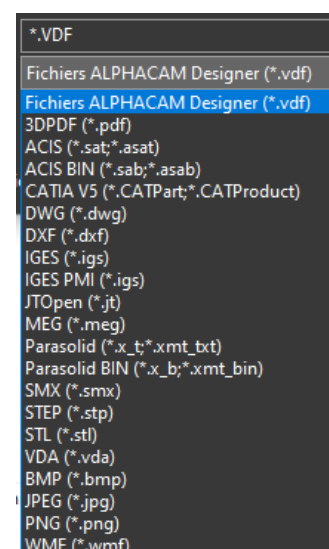 *.VDF
Fichiers ALPHACAM Designer (*.vdf)
Fichiers ALPHACAM Designer (*.vdf)
3DPDF (*.pdf)
ACIS (*.sat;*.asat)
ACIS BIN (*.sab;*.asab)
CATIA V5 (*.CATPart;*.CATProduct)
DWG (*.dwg)
DXF (*.dxf)
IGES (*.igs)
IGES PMI (*.igs)
JTOpen (*.jt)
MEG (*.meg)
Parasolid (*.x_t;*.xmt_txt)
Parasolid BIN (*.x_b;*.xmt_bin)
SMX (*.smx)
STEP (*.stp)
STL (*.stl)
VDA (*.vda)
BMP (*.bmp)
JPEG (*.jpg)
PNG (*.png)
WMF (*.wmf)